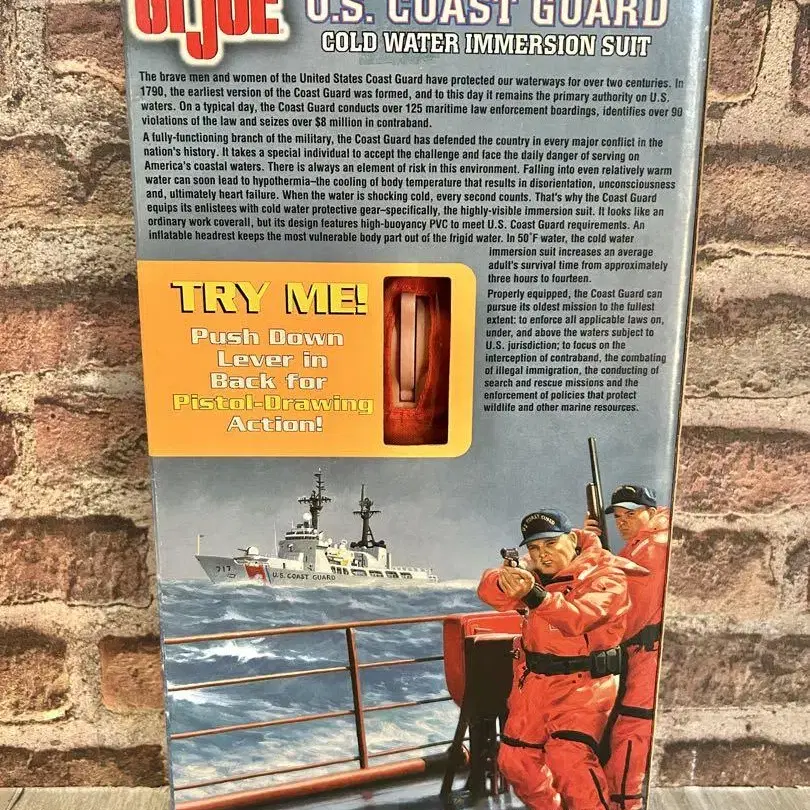 GI JOE
U.S. COAST GUARD
COLD WATER IMMERSION SUIT
The brave men and women of the United States Coast Guard have protected our waterways for over two centuries. In
1790, the earliest version of the Coast Guard was formed, and to this day it remains the primary authority on U.S.
waters. On a typical day, the Coast Guard conducts over 125 maritime law enforcement boardings, identifies over 90
violations of the law and seizes over $8 million in contraband.
A fully-functioning branch of the military, the Coast Guard has defended the country in every major conflict in the
nation's history. It takes a special individual to accept the challenge and face the daily danger of serving on
America's coastal waters. There is always an element of risk in this environment. Falling into even relatively warm
water can soon lead to hypothermia–the cooling of body temperature that results in disorientation, unconsciousness
and, ultimately heart failure. When the water is shocking cold, every second counts. That's why the Coast Guard
equips its enlistees with cold water protective gear–specifically, the highly-visible immersion suit. It looks like an
ordinary work coverall, but its design features high-buoyancy PVC to meet U.S. Coast Guard requirements. An
inflatable headrest keeps the most vulnerable body part out of the frigid water. In 50°F water, the cold water
immersion suit increases an average
adult's survival time from approximately
three hours to fourteen.
Properly equipped, the Coast Guard can
pursue its oldest mission to the fullest
extent: to enforce all applicable laws on,
under, and above the waters subject to
U.S. jurisdiction; to focus on the
interception of contraband, the combating
of illegal immigration, the conducting of
search and rescue missions and the
enforcement of policies that protect
wildlife and other marine resources.
TRY ME!
Push Down
Lever in
Back for
Pistol-Drawing
Action!
717
U.S. COAST GUARD
U.S. COAST GUARD